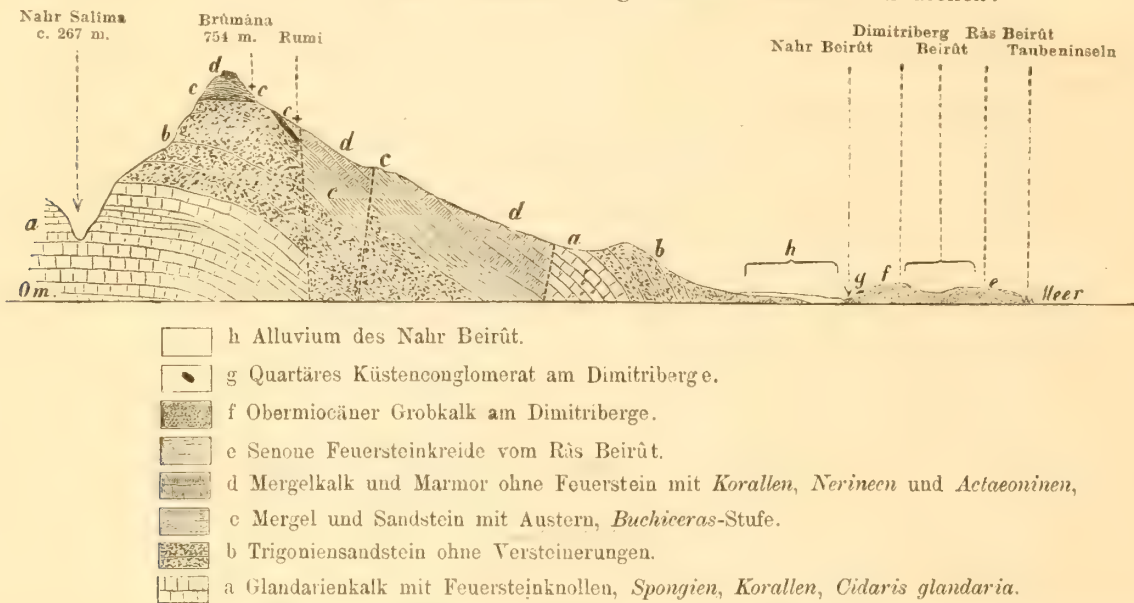 Nahr Salîma
c. 267 m.
Brûmâna
754 m.
Rumi
Dimitriberg
Râs Beirût
Nahr Beirût
Beirût
Taubeninseln
d
c
c
b
c
d
c
a
c
d
a
b
h
g
f
e
0 m.
Meer
h Alluvium des Nahr Beirût.
g Quartäres Küstenconglomerat am Dimitriberge.
f Obermiocäner Grobkalk am Dimitriberge.
e Senone Feuersteinkreide vom Râs Beirût.
d Mergelkalk und Marmor ohne Feuerstein mit Korallen, Nerineen und Actaeoninen,
c Mergel und Sandstein mit Austern, Buchiceras-Stufe.
b Trigoniensandstein ohne Versteinerungen.
a Glandarienkalk mit Feuersteinknollen, Spongien, Korallen, Cidaris glandaria.